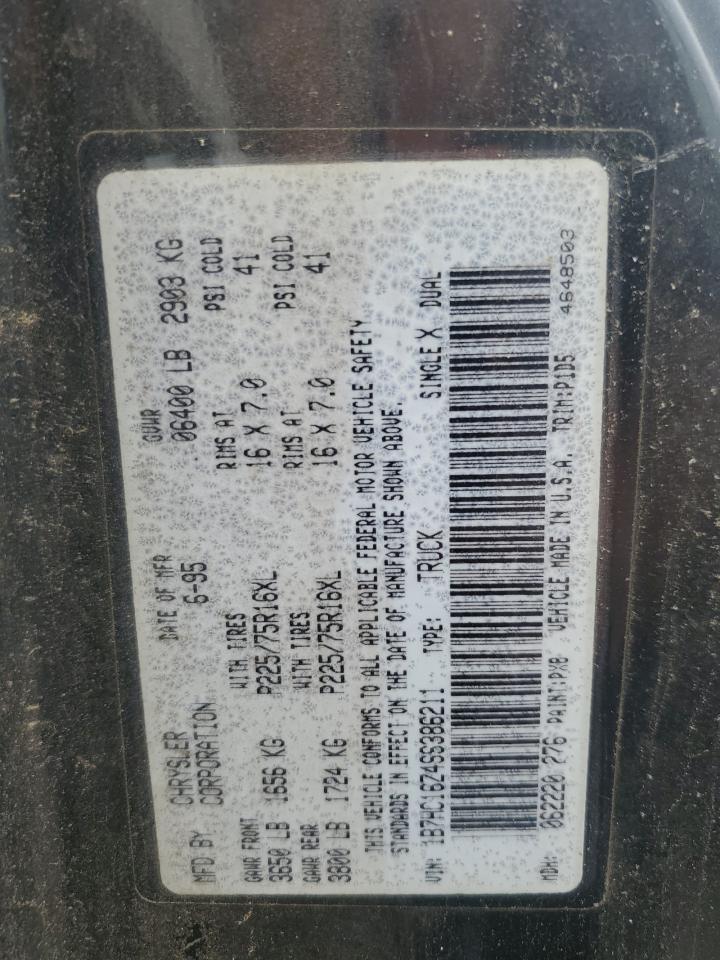 MFD BY CHRYSLER CORPORATION DATE OF MFR 6-95 GVWR 06400 LB 2903 KG
GAWR FRONT WITH TIRES RIMS AT PSI COLD
3650 LB 1656 KG P225/75R16XL 16 X 7.0 41
GAWR REAR WITH TIRES RIMS AT PSI COLD
3800 LB 1724 KG P225/75R16XL 16 X 7.0 41
THIS VEHICLE CONFORMS TO ALL APPLICABLE FEDERAL MOTOR VEHICLE SAFETY
STANDARDS IN EFFECT ON THE DATE OF MANUFACTURE SHOWN ABOVE.
VIN: 1B7HC16Z4SS386211 TYPE: TRUCK SINGLE X DUAL
MDH: 062220 276 PAINT:PX8 VEHICLE MADE IN U.S.A. TRIM:P1D5
4648503